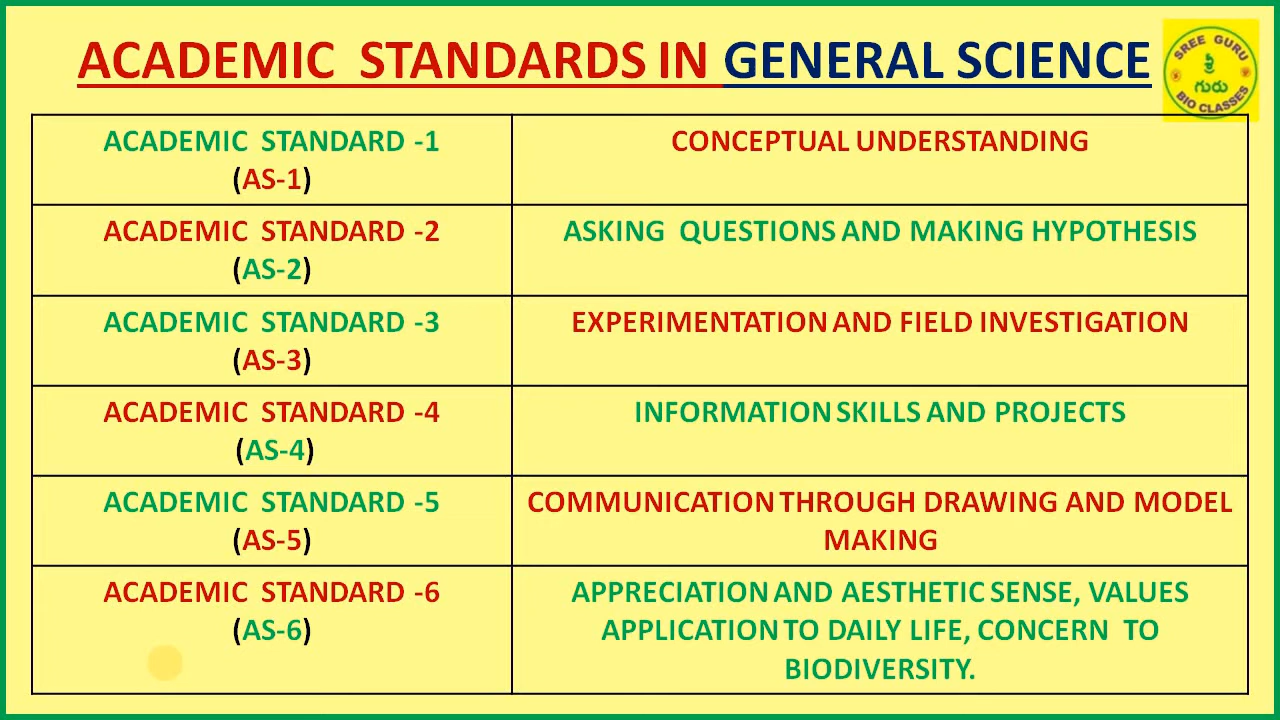 ACADEMIC STANDARDS IN GENERAL SCIENCE
SREE GURU
శ్రీ
గురు
BIO CLASSES
ACADEMIC STANDARD -1
(AS-1)
CONCEPTUAL UNDERSTANDING
ACADEMIC STANDARD -2
(AS-2)
ASKING QUESTIONS AND MAKING HYPOTHESIS
ACADEMIC STANDARD -3
(AS-3)
EXPERIMENTATION AND FIELD INVESTIGATION
ACADEMIC STANDARD -4
(AS-4)
INFORMATION SKILLS AND PROJECTS
ACADEMIC STANDARD -5
(AS-5)
COMMUNICATION THROUGH DRAWING AND MODEL
MAKING
ACADEMIC STANDARD -6
(AS-6)
APPRECIATION AND AESTHETIC SENSE, VALUES
APPLICATION TO DAILY LIFE, CONCERN TO
BIODIVERSITY.